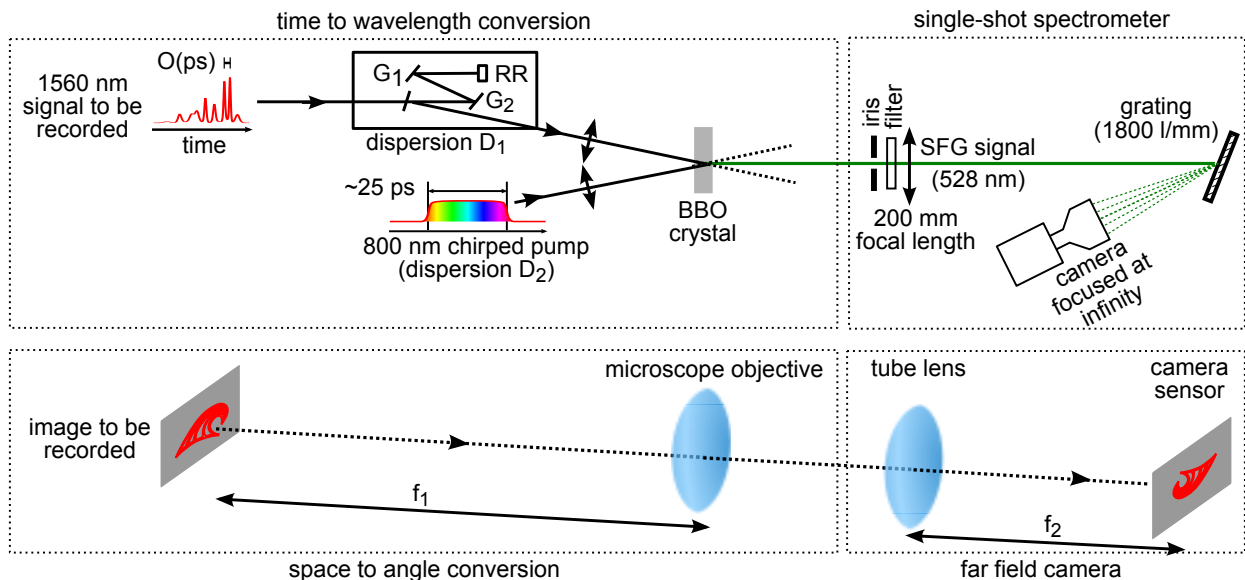 time to wavelength conversion
single-shot spectrometer
O(ps)
1560 nm
signal to be
recorded
time
G1
RR
G2
dispersion D1
~25 ps
800 nm chirped pump
(dispersion D2)
BBO
crystal
iris
filter
SFG signal
(528 nm)
200 mm
focal length
grating
(1800 l/mm)
camera
focused at
infinity
image to be
recorded
microscope objective
f1
tube lens
camera
sensor
f2
space to angle conversion
far field camera